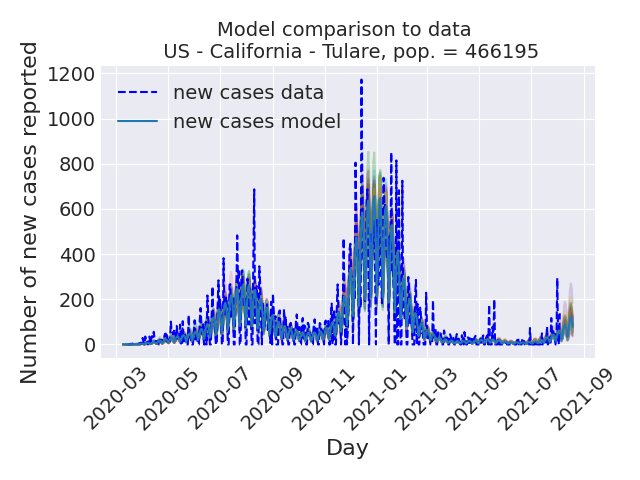 Model comparison to data
US - California - Tulare, pop. = 466195
Number of new cases reported
1200
1000
800
600
400
200
0
new cases data
new cases model
2020-03
2020-05
2020-07
2020-09
2020-11
2021-01
2021-03
2021-05
2021-07
2021-09
Day